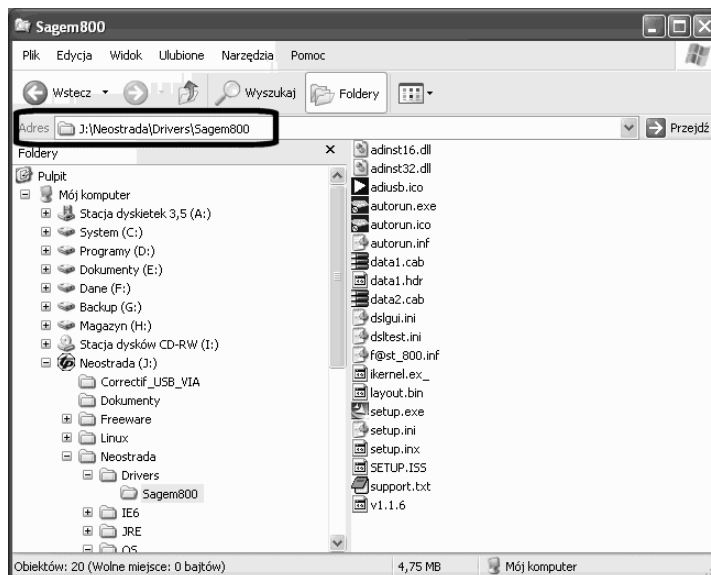 Sagem800
Plik Edycja Widok Ulubione Narzędzia Pomoc
Wstecz Wyszukaj Foldery
Adres J:\Neostrada\Drivers\Sagem800 Przejdź
Foldery
Pulpit
Mój komputer
Stacja dyskietek 3,5 (A:)
System (C:)
Programy (D:)
Dokumenty (E:)
Dane (F:)
Backup (G:)
Magazyn (H:)
Stacja dysków CD-RW (I:)
Neostrada (J:)
Correctif_USB_VIA
Dokumenty
Freeware
Linux
Neostrada
Drivers
Sagem800
IE6
JRE
OS
adinst16.dll
adinst32.dll
adiusb.ico
autorun.exe
autorun.ico
autorun.inf
data1.cab
data1.hdr
data2.cab
dslgui.ini
dsltest.ini
f@st_800.inf
ikernel.ex_
layout.bin
setup.exe
setup.ini
setup.inx
SETUP.ISS
support.txt
v1.1.6
Obiektów: 20 (Wolne miejsce: 0 bajtów) 4,75 MB Mój komputer